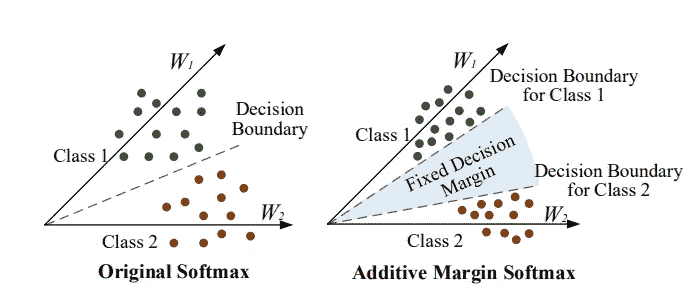 W1
Decision
Boundary
Class 1
W2
Class 2
Original Softmax
W1
Decision Boundary
for Class 1
Class 1
Fixed Decision
Margin
Decision Boundary
for Class 2
W2
Class 2
Additive Margin Softmax